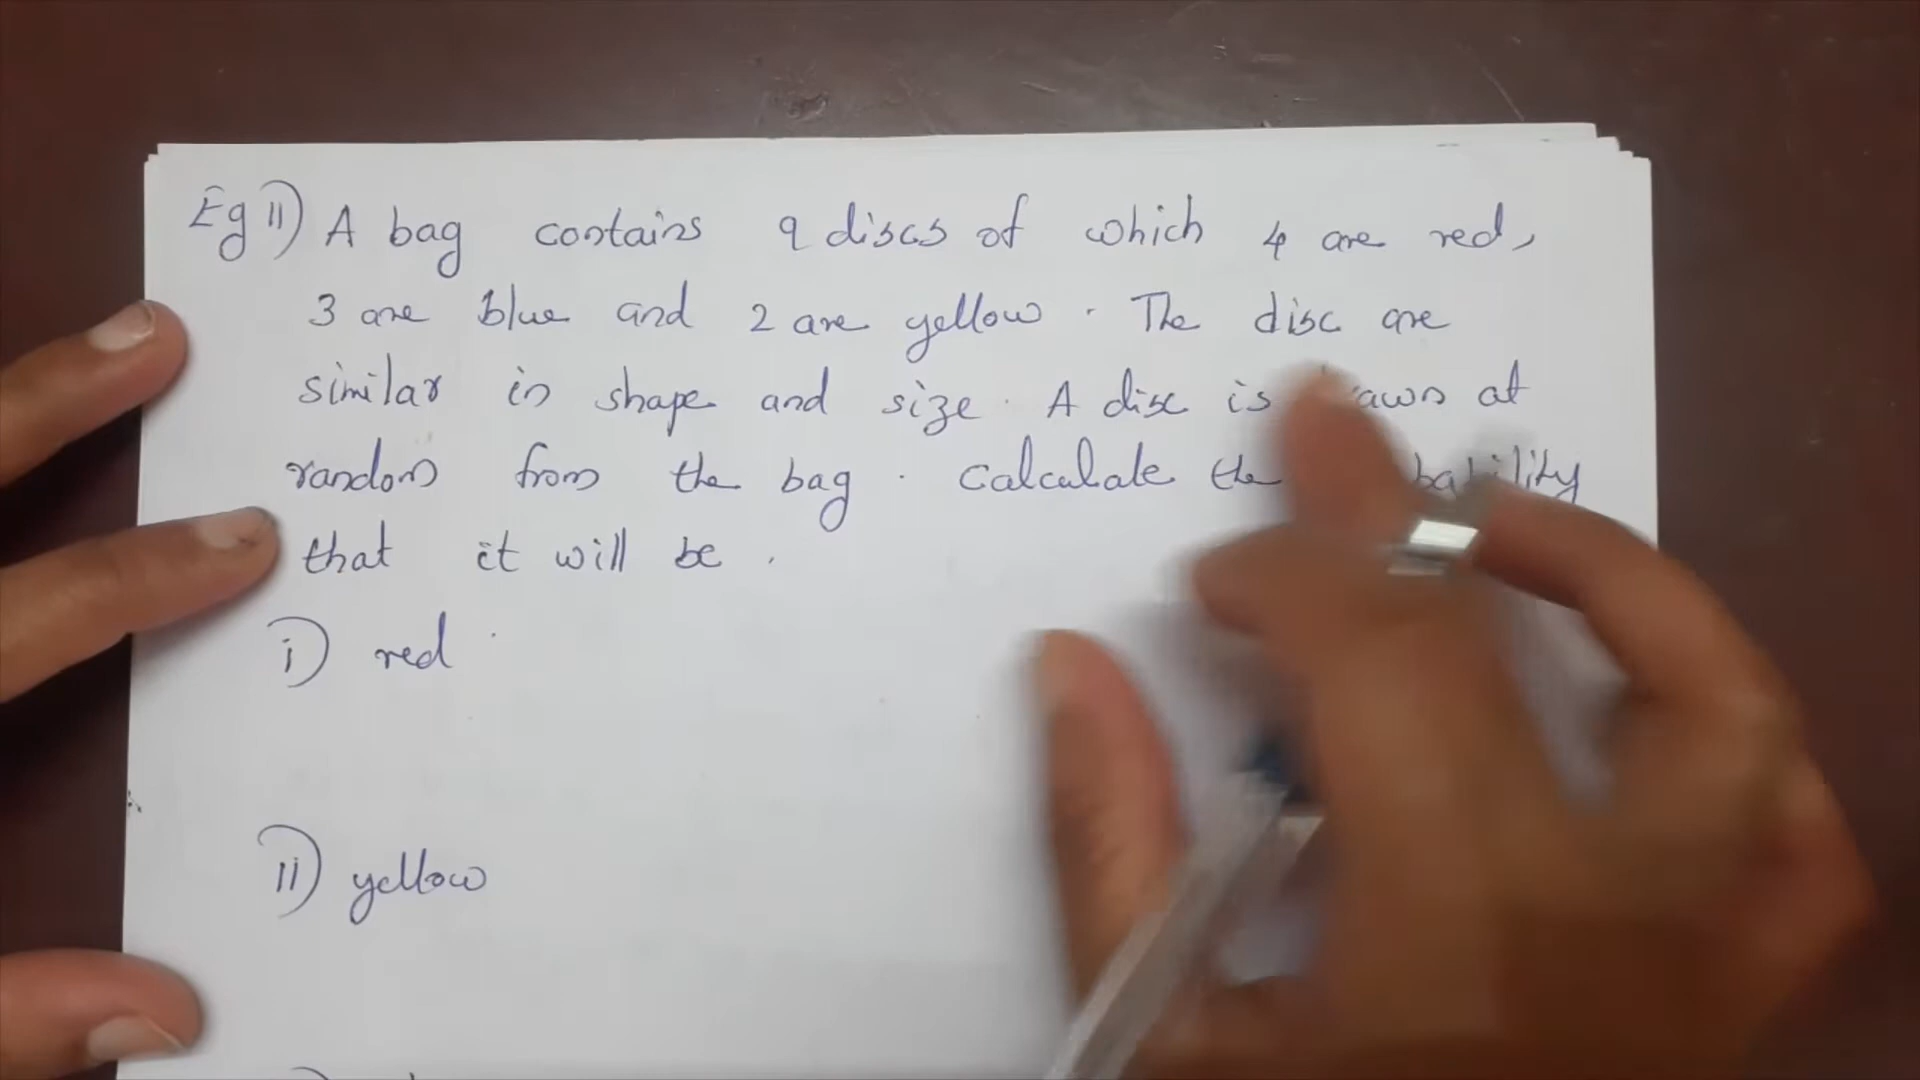 Eg 11) A bag contains 9 discs of which 4 are red,
3 are blue and 2 are yellow. The disc are
similar in shape and size. A disc is at
random from the bag. Calculate the
that it will be.
i) red
ii) yellow